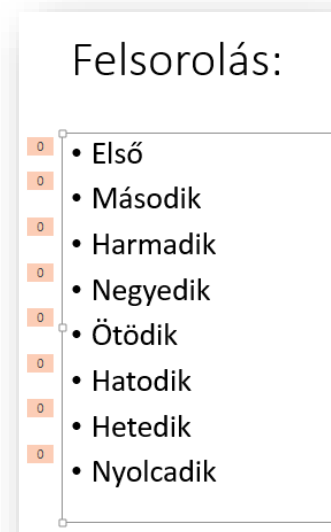 Felsorolás:
0 • Első
0 • Második
0 • Harmadik
0 • Negyedik
0 • Ötödik
0 • Hatodik
0 • Hetedik
0 • Nyolcadik